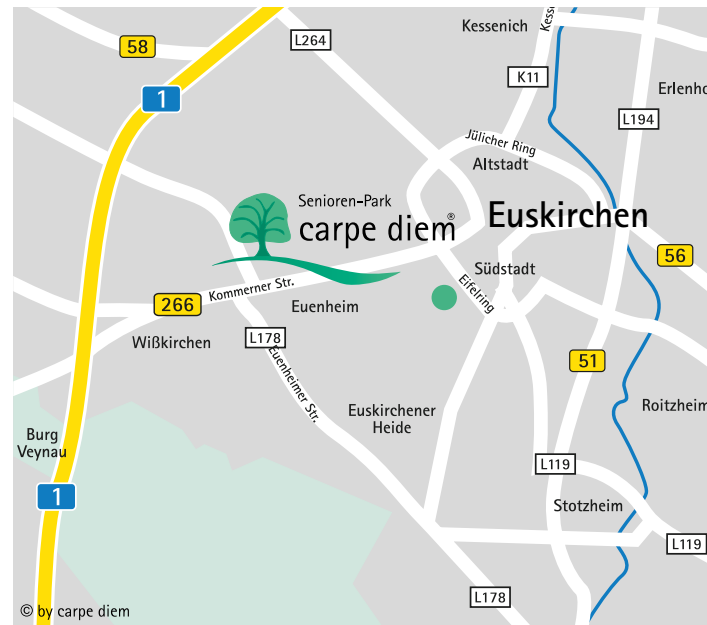 Kessenich
58
L264
K11
Kesse
1
Erlenho
L194
Jülicher Ring
Altstadt
Senioren-Park
carpe diem®
Euskirchen
56
Südstadt
Eifelring
Kommerner Str.
266
Euenheim
Wißkirchen
L178
Euenheimer Str.
51
Euskirchener
Heide
Roitzheim
Burg
Veynau
L119
1
Stotzheim
L119
L178
© by carpe diem